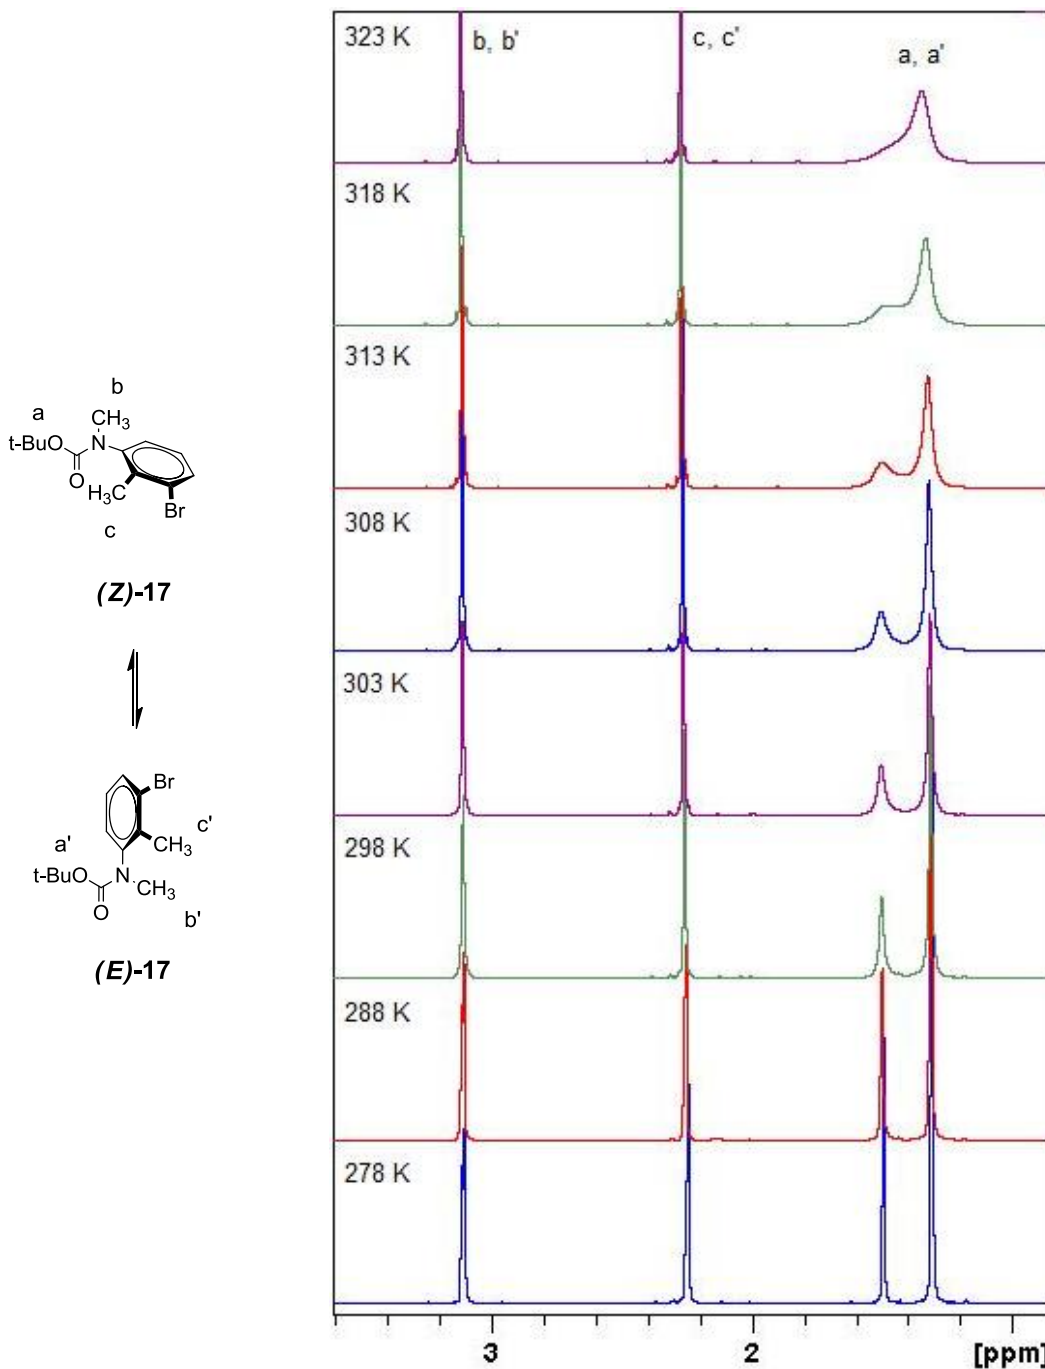 323 K
b, b'
c, c'
a, a'
318 K
313 K
308 K
303 K
298 K
288 K
278 K
3
2
[ppm]
b
a
CH3
t-BuO
N
O
H3C
Br
c
(Z)-17
Br
c'
a'
CH3
t-BuO
N
CH3
O
b'
(E)-17